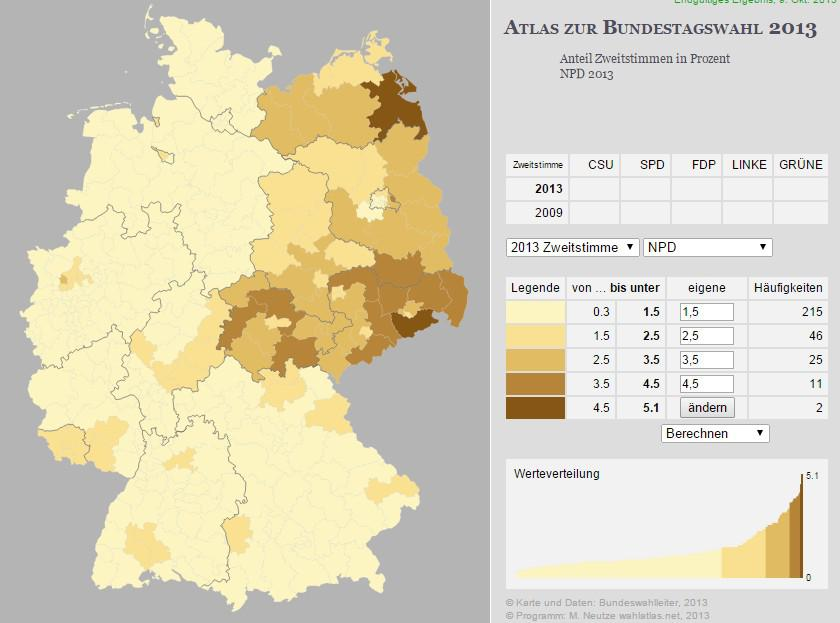 Endgültiges Ergebnis, 9. Okt. 2013
Atlas zur Bundestagswahl 2013
Anteil Zweitstimmen in Prozent
NPD 2013
Zweitstimme CSU SPD FDP LINKE GRÜNE
2013
2009
2013 Zweitstimme NPD
Legende von ... bis unter eigene Häufigkeiten
0.3 1.5 1,5 215
1.5 2.5 2,5 46
2.5 3.5 3,5 25
3.5 4.5 4,5 11
4.5 5.1 ändern 2
Berechnen
Werteverteilung
5.1
0
© Karte und Daten: Bundeswahlleiter, 2013
© Programm: M. Neutze wahlatlas.net, 2013